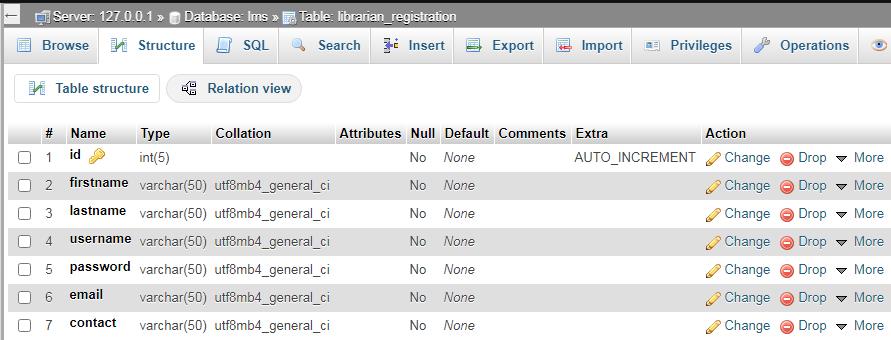 Server: 127.0.0.1 » Database: lms » Table: librarian_registration
Browse Structure SQL Search Insert Export Import Privileges Operations
Table structure Relation view
# Name Type Collation Attributes Null Default Comments Extra Action
1 id int(5) No None AUTO_INCREMENT Change Drop More
2 firstname varchar(50) utf8mb4_general_ci No None Change Drop More
3 lastname varchar(50) utf8mb4_general_ci No None Change Drop More
4 username varchar(50) utf8mb4_general_ci No None Change Drop More
5 password varchar(50) utf8mb4_general_ci No None Change Drop More
6 email varchar(50) utf8mb4_general_ci No None Change Drop More
7 contact varchar(50) utf8mb4_general_ci No None Change Drop More